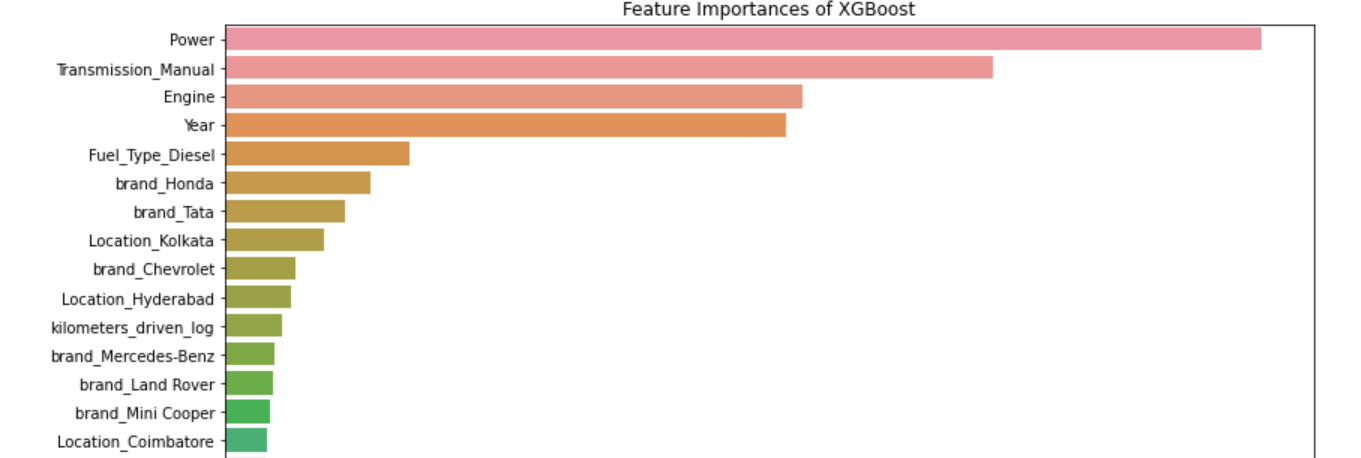 Feature Importances of XGBoost
Power
Transmission_Manual
Engine
Year
Fuel_Type_Diesel
brand_Honda
brand_Tata
Location_Kolkata
brand_Chevrolet
Location_Hyderabad
kilometers_driven_log
brand_Mercedes-Benz
brand_Land Rover
brand_Mini Cooper
Location_Coimbatore